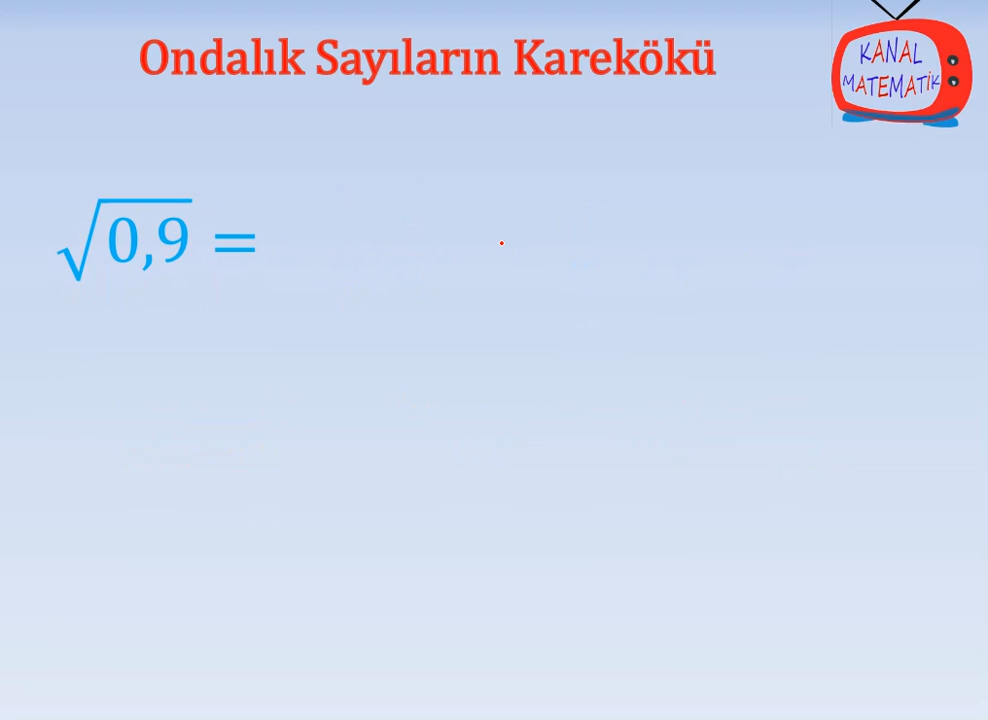 Ondalık Sayıların Karekökü
KANAL
MATEMATİK
√0,9 =